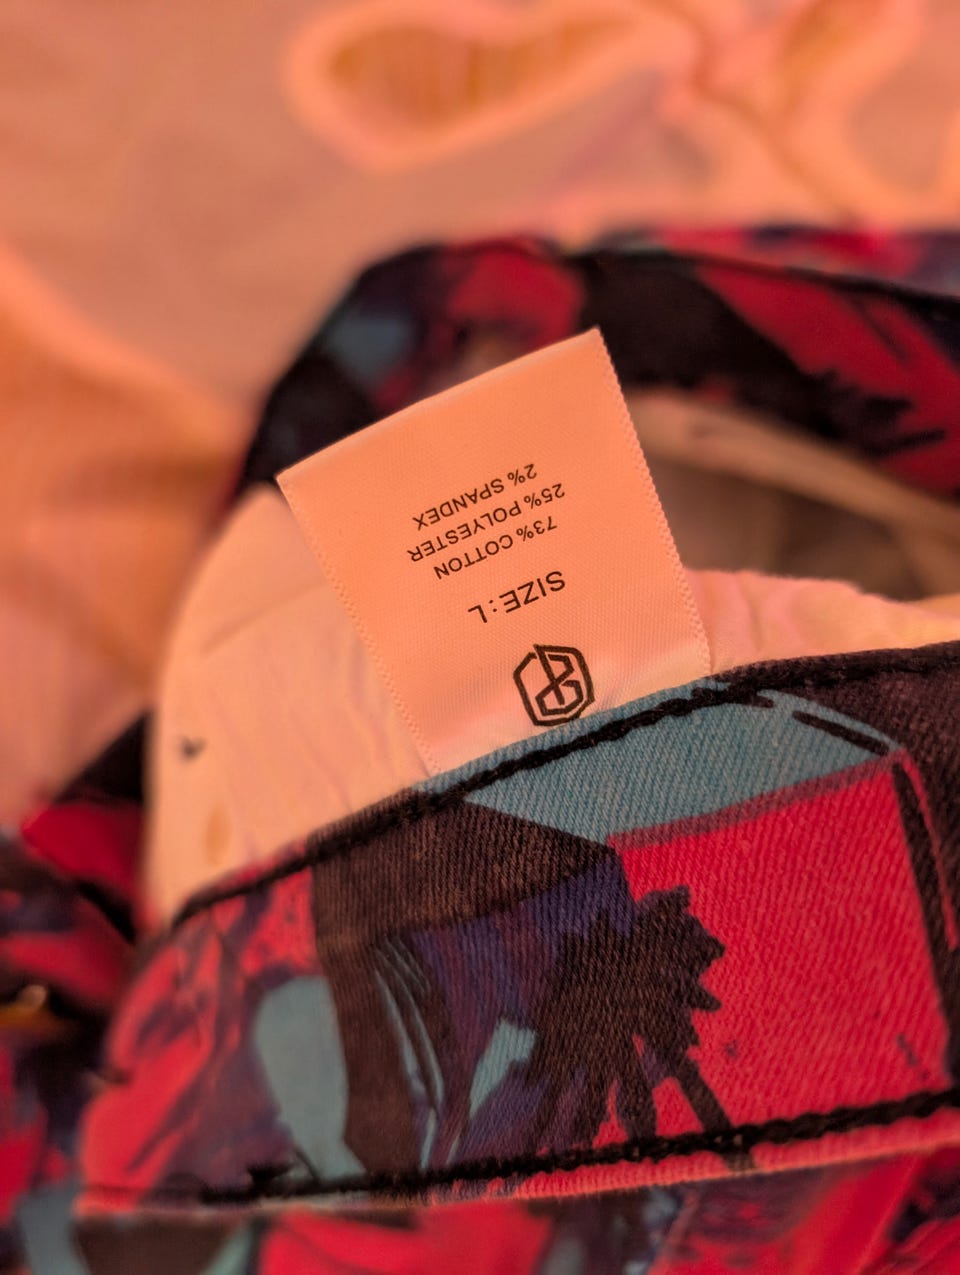 SIZE: L
73% COTTON
25% POLYESTER
2% SPANDEX